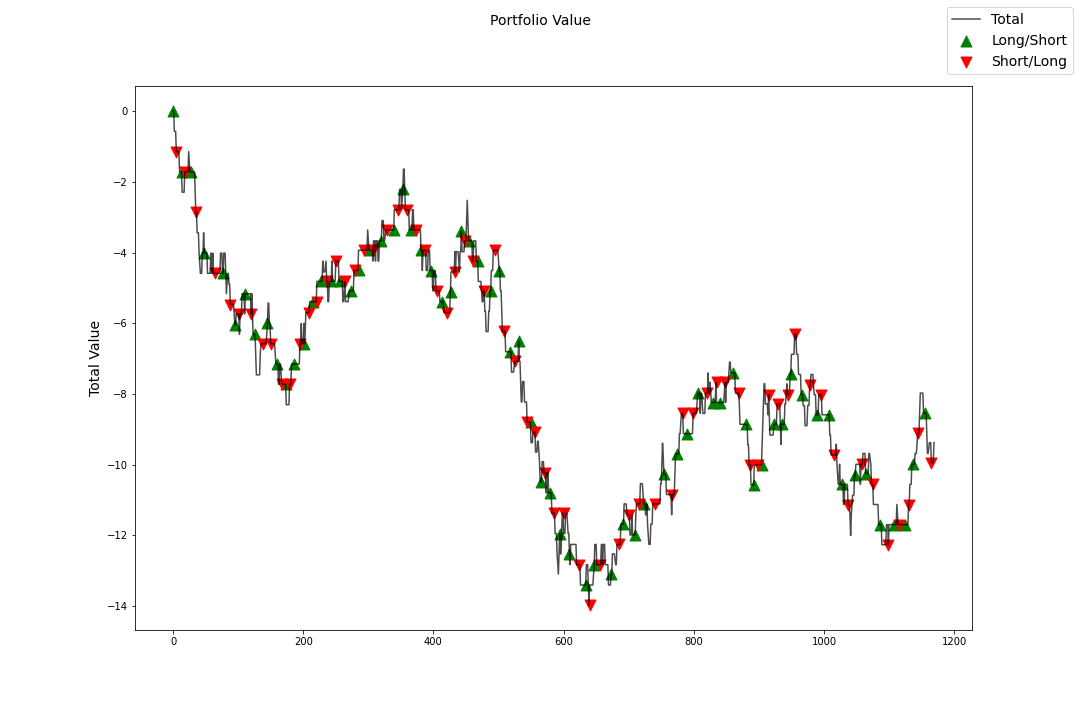 Portfolio Value
Total
Long/Short
Short/Long
Total Value
0
−2
−4
−6
−8
−10
−12
−14
0 200 400 600 800 1000 1200